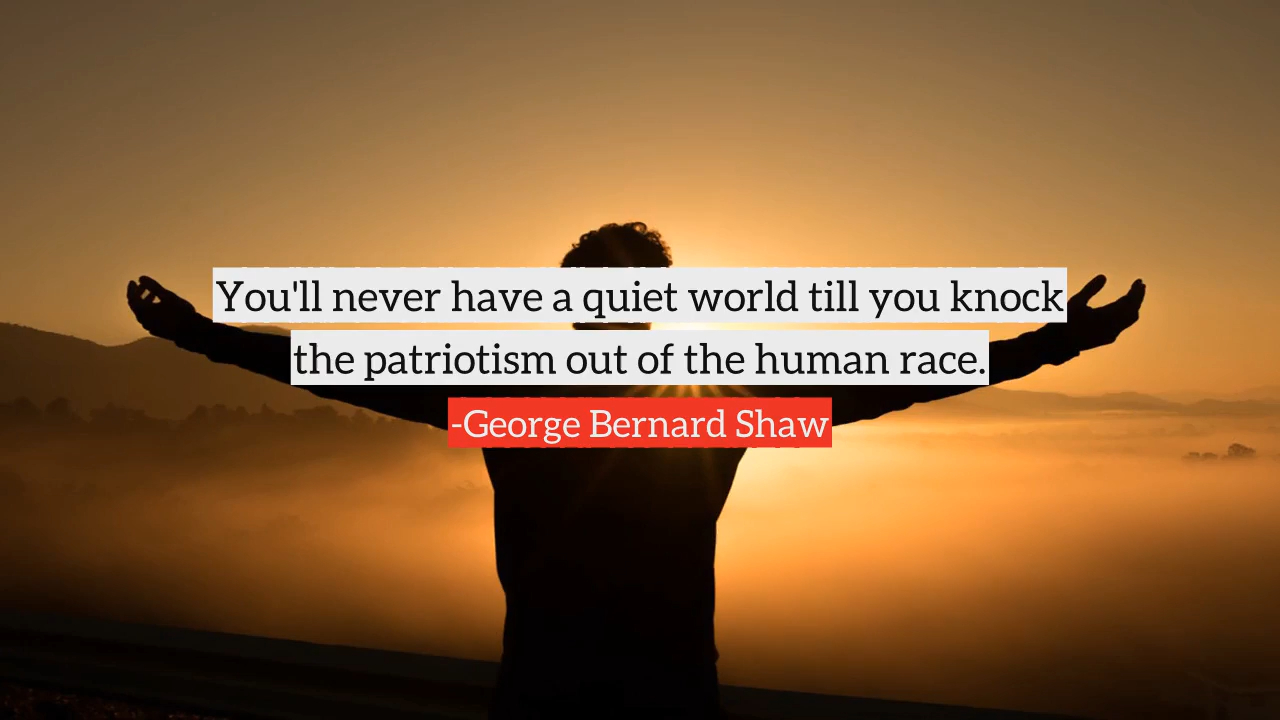 You'll never have a quiet world till you knock
the patriotism out of the human race.
-George Bernard Shaw